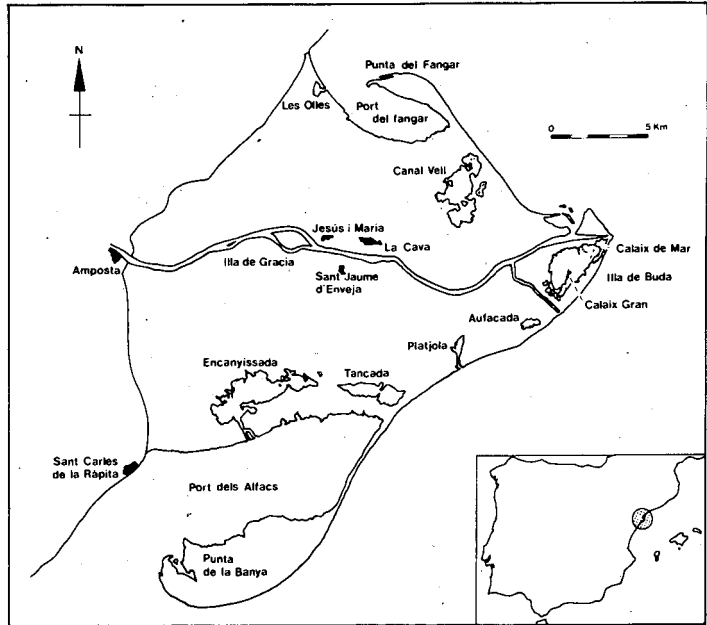 N
Punta del Fangar
Les Olles
Port
del fangar
0 5 Km
Canal Vell
Jesús i Maria
La Cava
Amposta
Illa de Gracia
Sant Jaume
d'Enveja
Calaix de Mar
Illa de Buda
Calaix Gran
Aufacada
Platjola
Encanyissada
Tancada
Sant Carles
de la Ràpita
Port dels Alfacs
Punta
de la Banya